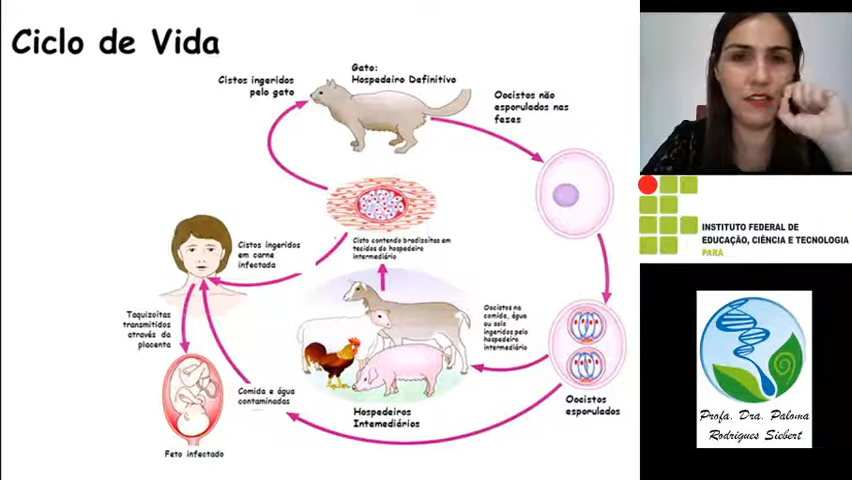 Ciclo de Vida
Cistos ingeridos
pelo gato
Gato:
Hospedeiro Definitivo
Oocistos não
esporulados nas
fezes
Cistos ingeridos
em carne
infectada
Cisto contendo bradizoítas em
tecidos do hospedeiro
intermediário
Taquizoítas
transmitidos
através da
placenta
Oocistos na
comida, água
ou solo
ingeridos pelo
hospedeiro
intermediário
Comida e água
contaminadas
Hospedeiros
Intemediários
Oocistos
esporulados
Feto infectado
INSTITUTO FEDERAL DE
EDUCAÇÃO, CIÊNCIA E TECNOLOGIA
PARÁ
Profa. Dra. Paloma
Rodrigues Siebert